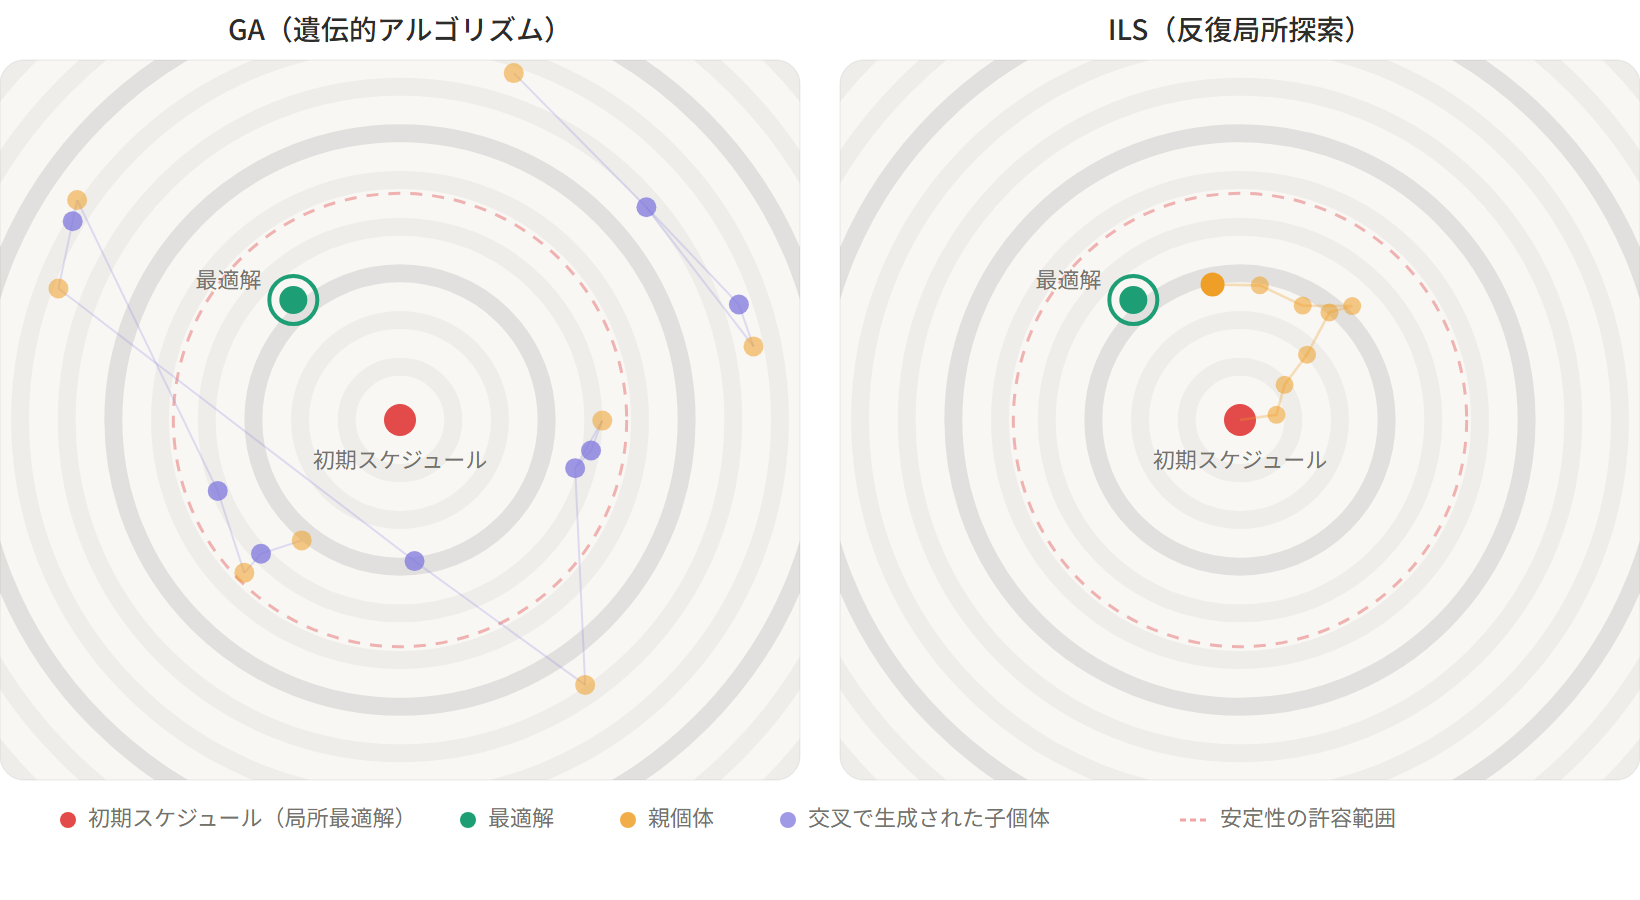 GA（遺伝的アルゴリズム）
ILS（反復局所探索）
最適解
初期スケジュール
最適解
初期スケジュール
初期スケジュール（局所最適解）
最適解
親個体
交叉で生成された子個体
安定性の許容範囲